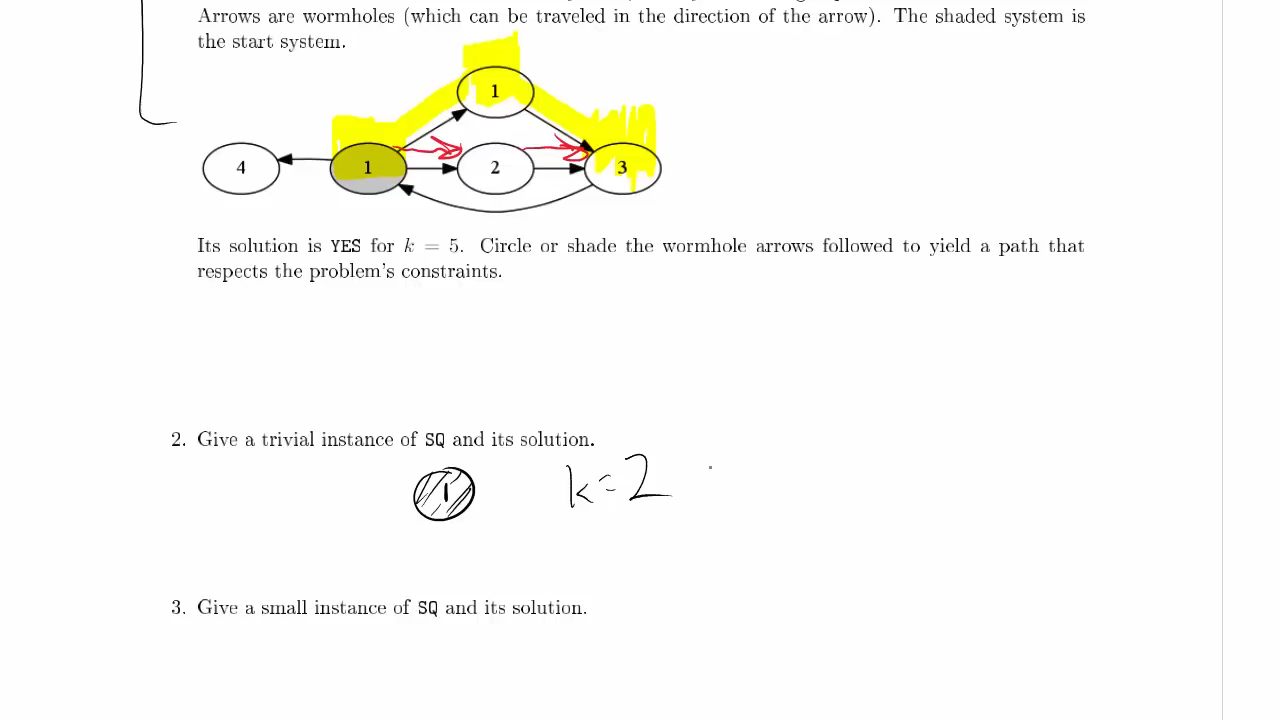 Arrows are wormholes (which can be traveled in the direction of the arrow). The shaded system is
the start system.
1
4 1 2 3
Its solution is YES for k = 5. Circle or shade the wormhole arrows followed to yield a path that
respects the problem's constraints.
2. Give a trivial instance of SQ and its solution.
1 k=2
3. Give a small instance of SQ and its solution.